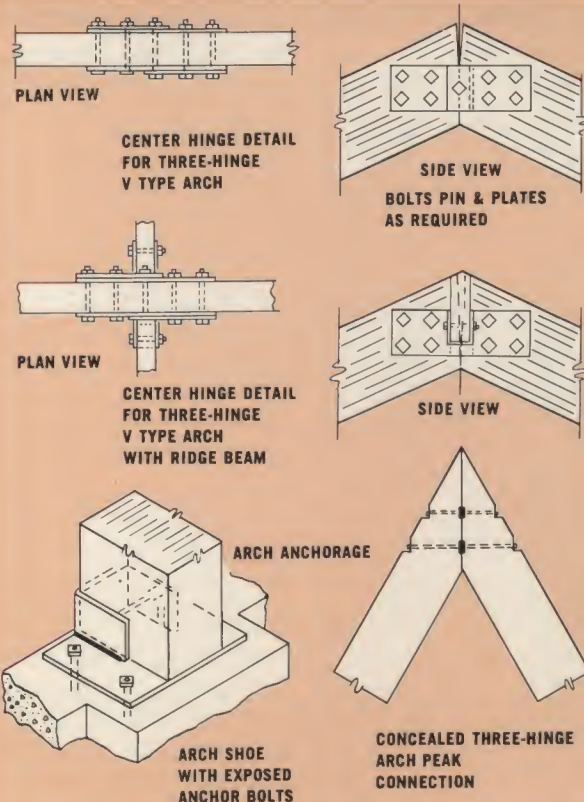 PLAN VIEW
CENTER HINGE DETAIL
FOR THREE-HINGE
V TYPE ARCH
SIDE VIEW
BOLTS PIN & PLATES
AS REQUIRED
PLAN VIEW
CENTER HINGE DETAIL
FOR THREE-HINGE
V TYPE ARCH
WITH RIDGE BEAM
SIDE VIEW
ARCH ANCHORAGE
ARCH SHOE
WITH EXPOSED
ANCHOR BOLTS
CONCEALED THREE-HINGE
ARCH PEAK
CONNECTION